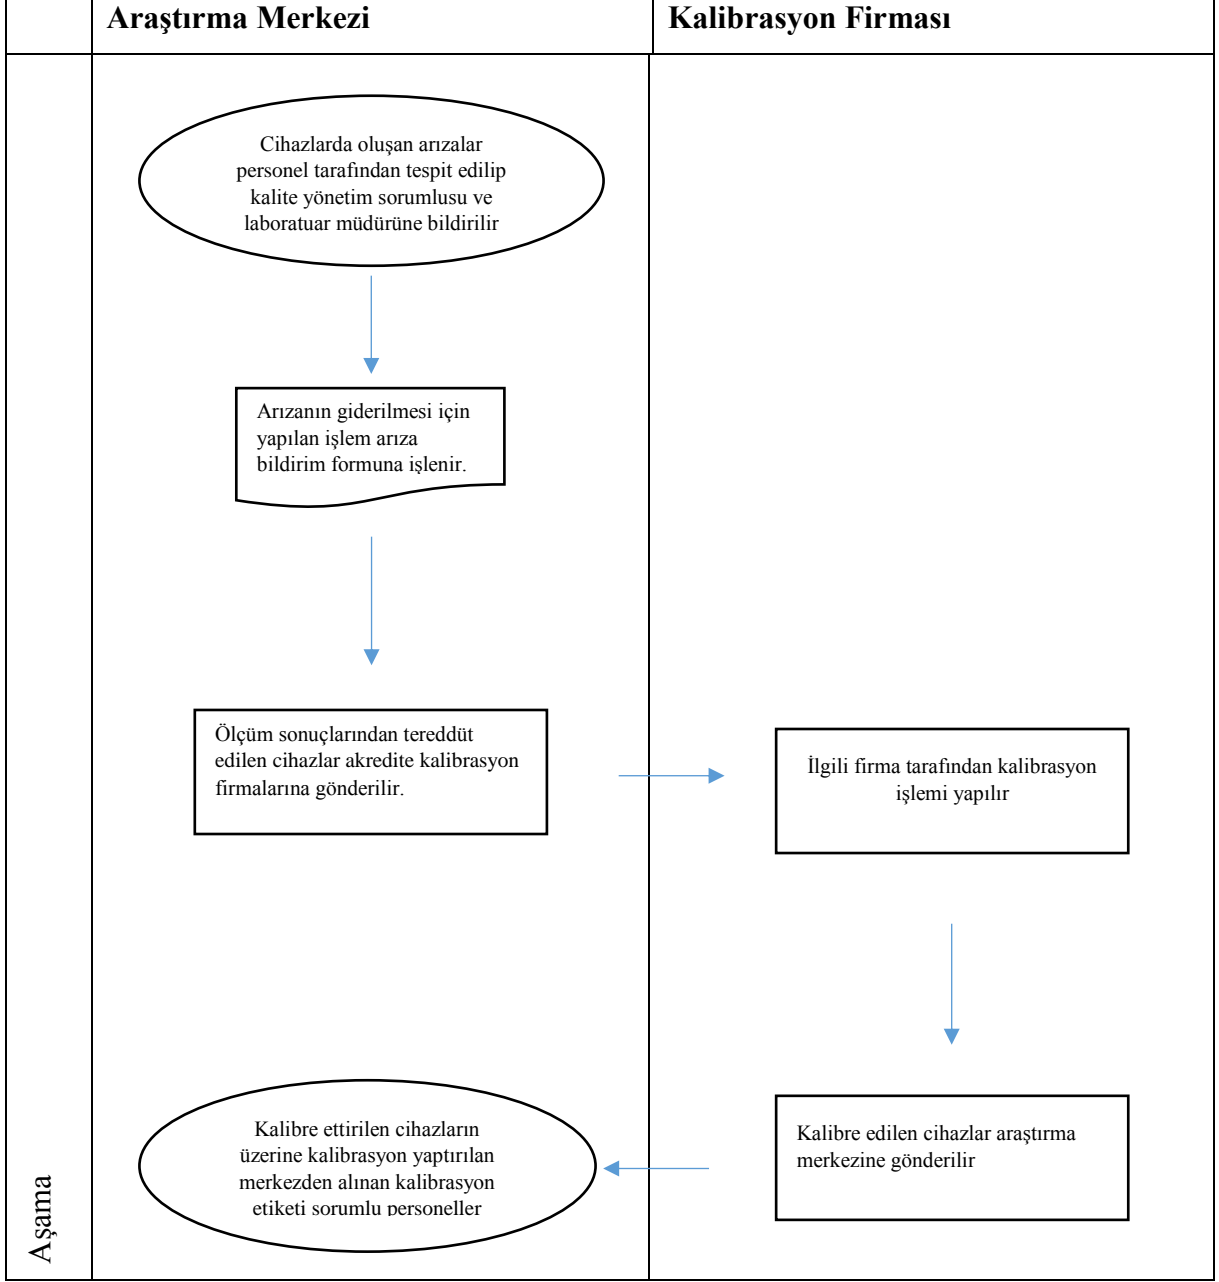 Araştırma Merkezi
Kalibrasyon Firması
Cihazlarda oluşan arızalar
personel tarafından tespit edilip
kalite yönetim sorumlusu ve
laboratuar müdürüne bildirilir
Arızanın giderilmesi için
yapılan işlem arıza
bildirim formuna işlenir.
Ölçüm sonuçlarından tereddüt
edilen cihazlar akredite kalibrasyon
firmalarına gönderilir.
İlgili firma tarafından kalibrasyon
işlemi yapılır
Kalibre edilen cihazlar araştırma
merkezine gönderilir
Kalibre ettirilen cihazların
üzerine kalibrasyon yaptırılan
merkezden alınan kalibrasyon
etiketi sorumlu personeller
Aşama